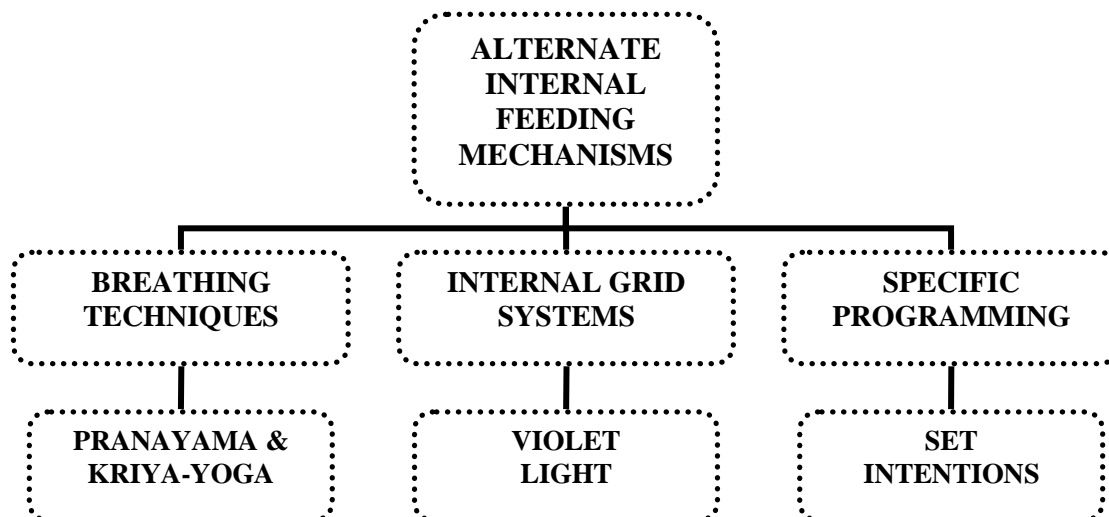 ALTERNATE
INTERNAL
FEEDING
MECHANISMS
BREATHING
TECHNIQUES
INTERNAL GRID
SYSTEMS
SPECIFIC
PROGRAMMING
PRANAYAMA &
KRIYA-YOGA
VIOLET
LIGHT
SET
INTENTIONS